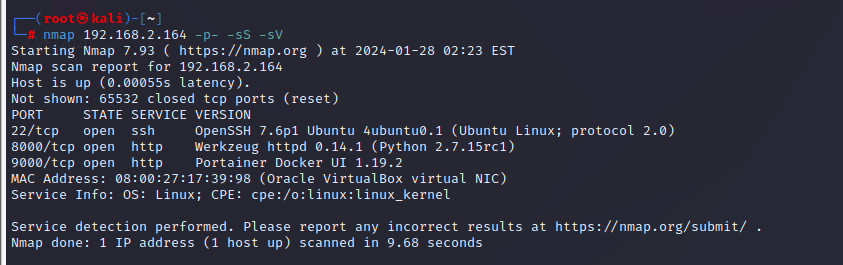 ┌──(root㉿kali)-[~]
└─# nmap 192.168.2.164 -p- -sS -sV
Starting Nmap 7.93 ( https://nmap.org ) at 2024-01-28 02:23 EST
Nmap scan report for 192.168.2.164
Host is up (0.00055s latency).
Not shown: 65532 closed tcp ports (reset)
PORT     STATE SERVICE VERSION
22/tcp   open  ssh     OpenSSH 7.6p1 Ubuntu 4ubuntu0.1 (Ubuntu Linux; protocol 2.0)
8000/tcp open  http    Werkzeug httpd 0.14.1 (Python 2.7.15rc1)
9000/tcp open  http    Portainer Docker UI 1.19.2
MAC Address: 08:00:27:17:39:98 (Oracle VirtualBox virtual NIC)
Service Info: OS: Linux; CPE: cpe:/o:linux:linux_kernel

Service detection performed. Please report any incorrect results at https://nmap.org/submit/ .
Nmap done: 1 IP address (1 host up) scanned in 9.68 seconds